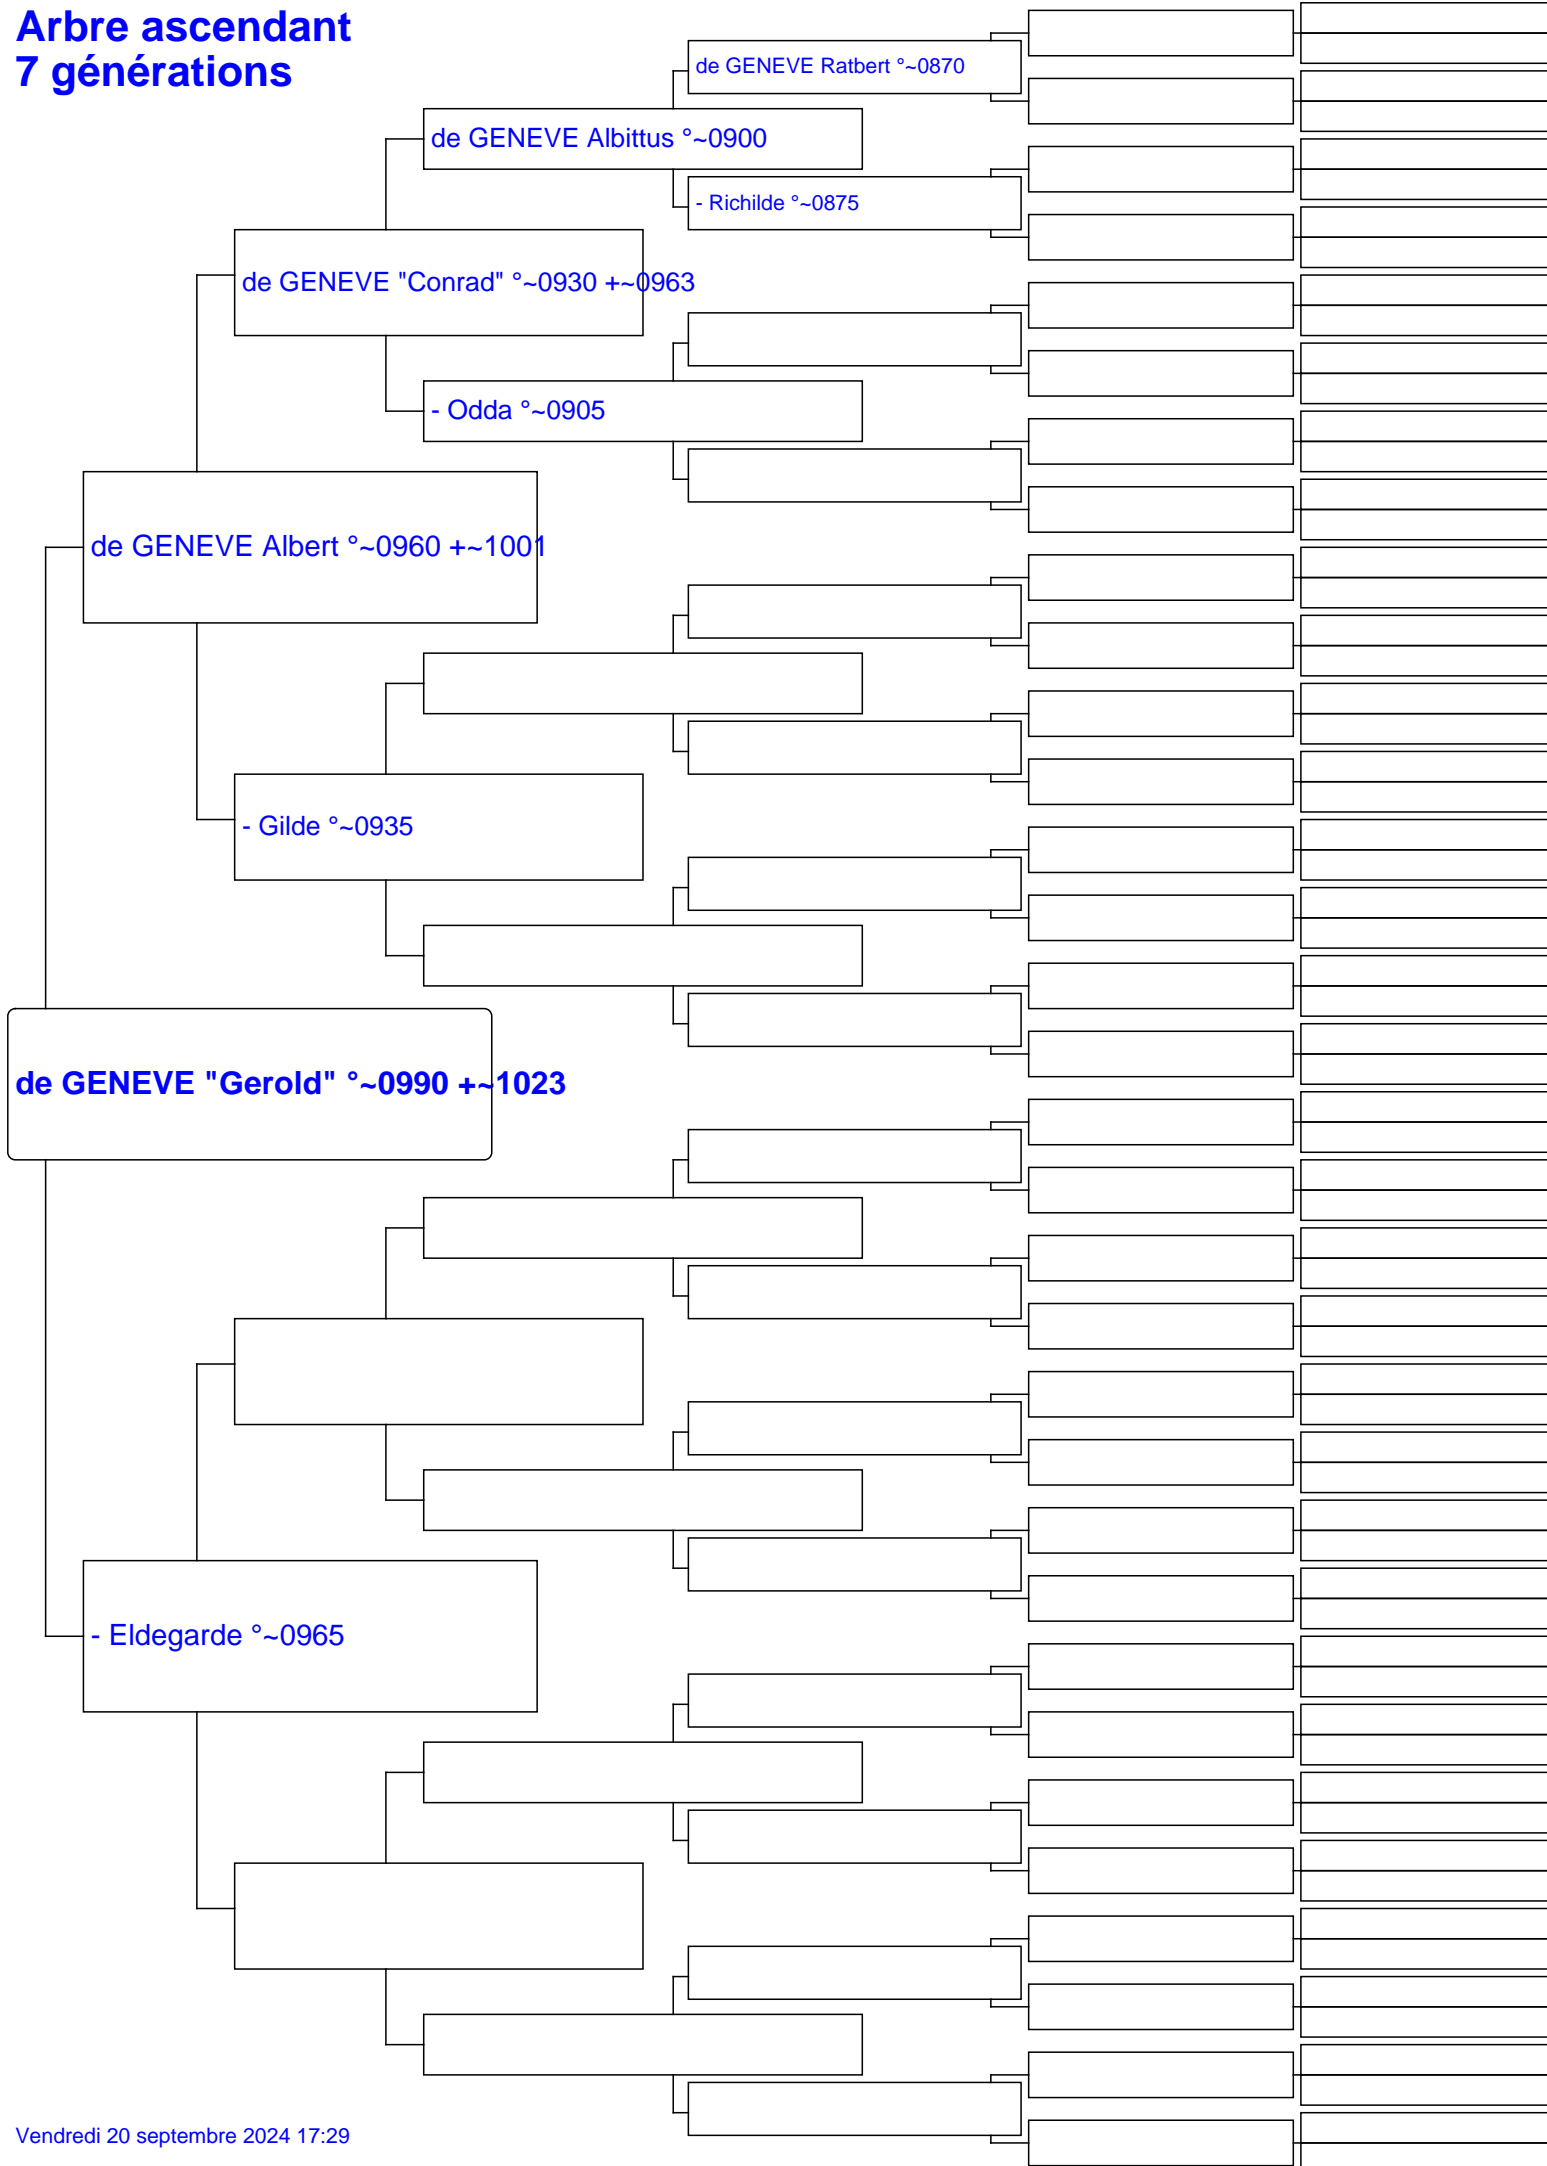 Arbre ascendant
7 générations
de GENEVE Ratbert °~0870
de GENEVE Albittus °~0900
- Richilde °~0875
de GENEVE "Conrad" °~0930 +~0963
- Odda °~0905
de GENEVE Albert °~0960 +~1001
- Gilde °~0935
de GENEVE "Gerold" °~0990 +~1023
- Eldegarde °~0965
Vendredi 20 septembre 2024 17:29